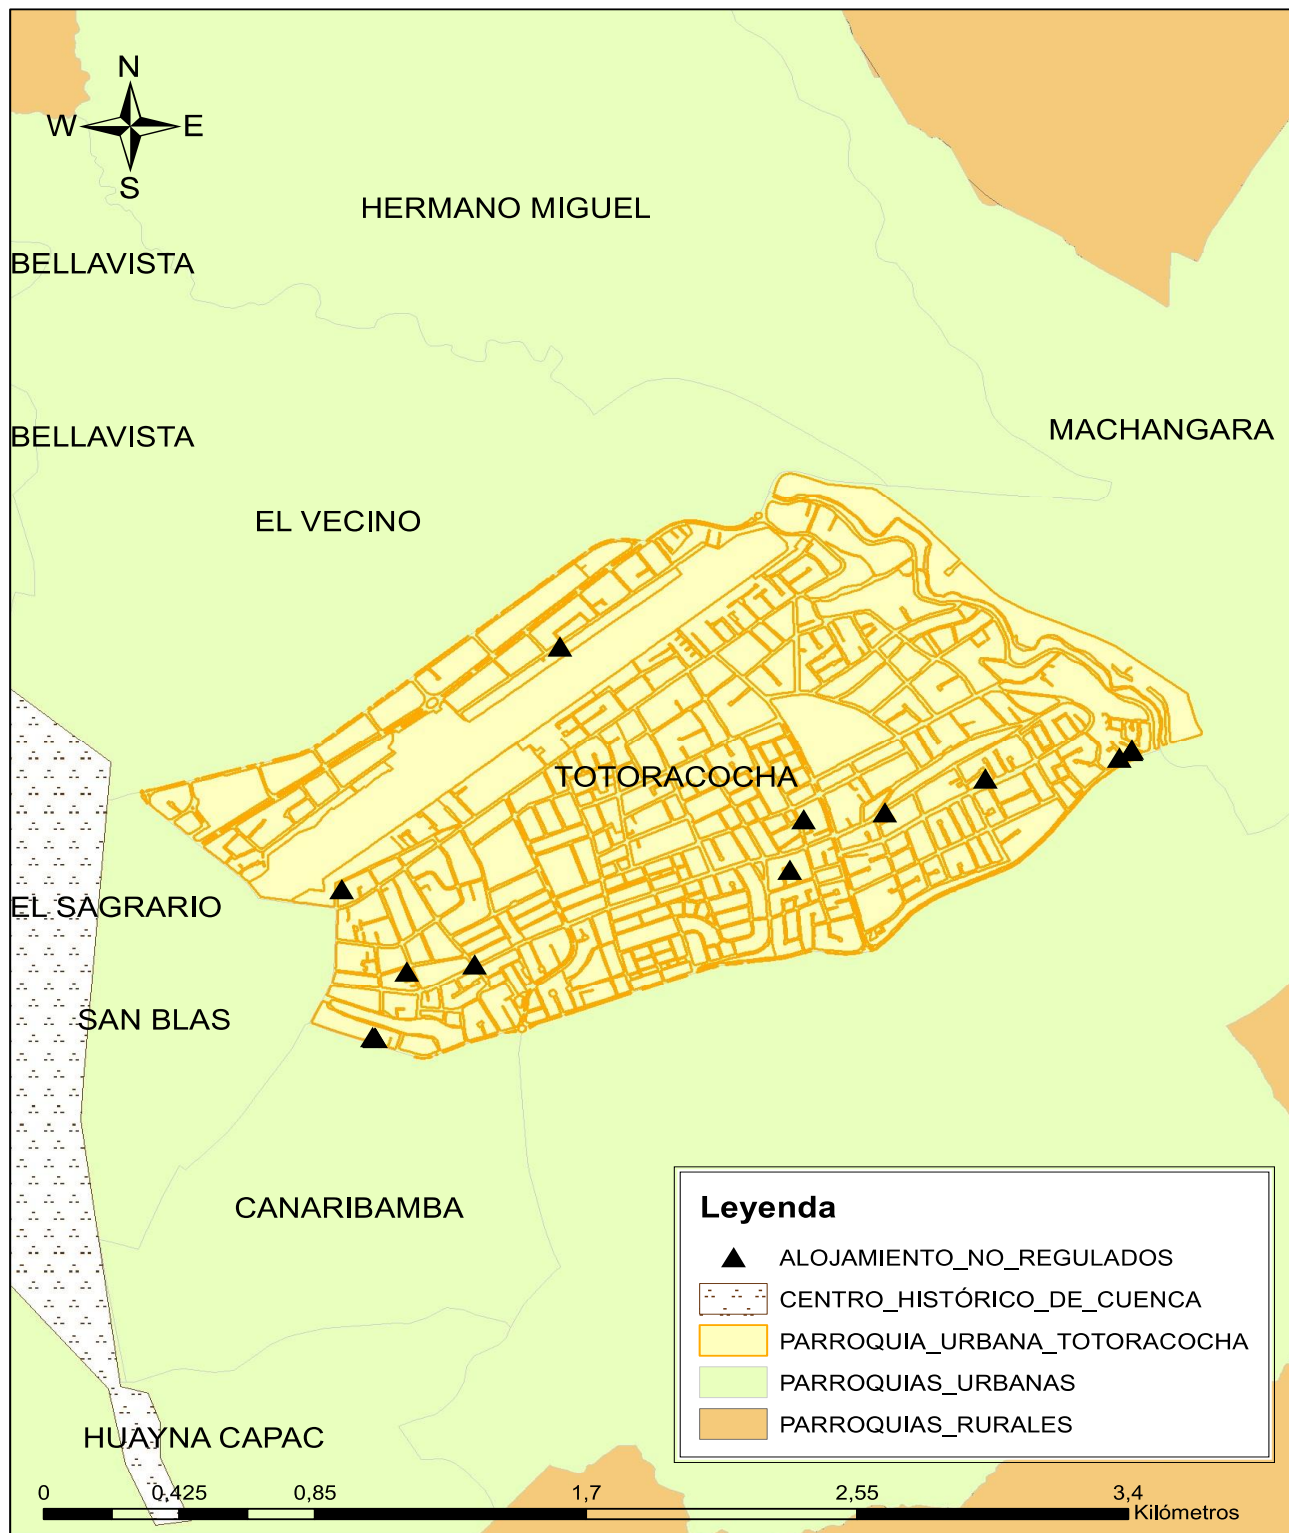 N
W E
S
HERMANO MIGUEL
BELLAVISTA
MACHANGARA
BELLAVISTA
EL VECINO
TOTORACOCHA
EL SAGRARIO
SAN BLAS
CANARIBAMBA
HUAYNA CAPAC
Leyenda
ALOJAMIENTO_NO_REGULADOS
CENTRO_HISTÓRICO_DE_CUENCA
PARROQUIA_URBANA_TOTORACOCHA
PARROQUIAS_URBANAS
PARROQUIAS_RURALES
0 0,425 0,85 1,7 2,55 3,4
Kilómetros